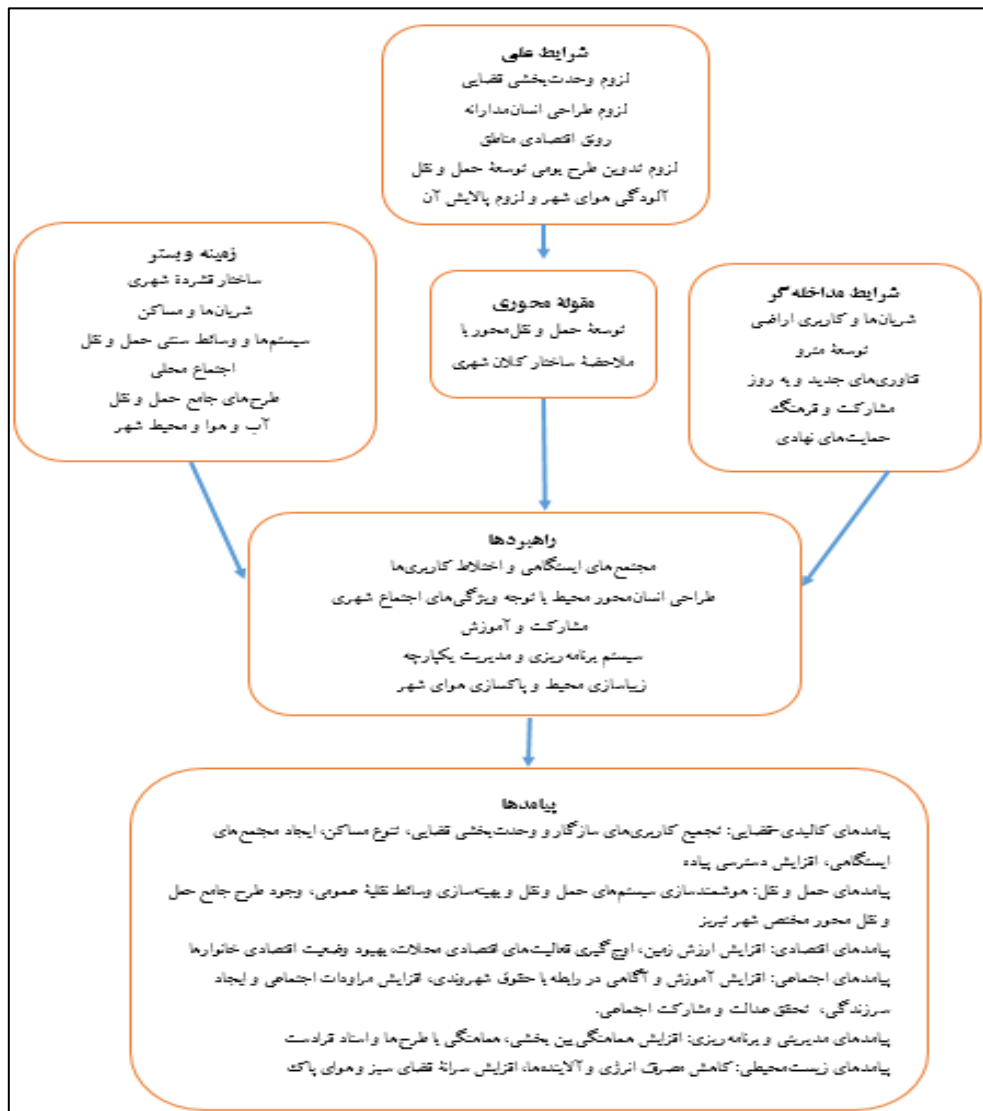 شرایط علی
لزوم وحدت‌بخشی فضایی
لزوم طراحی انسان‌مدارانه
رونق اقتصادی مناطق
لزوم تدوین طرح بومی توسعهٔ حمل و نقل
آلودگی هوای شهر و لزوم پالایش آن
زمینه و بستر
ساختار فشردهٔ شهری
شریان‌ها و مساکن
سیستم‌ها و وسائط سنتی حمل و نقل
اجتماع محلی
طرح‌های جامع حمل و نقل
آب و هوا و محیط شهر
مقولهٔ محوری
توسعهٔ حمل و نقل‌محور با
ملاحضهٔ ساختار کلان شهری
شرایط مداخله‌گر
شریان‌ها و کاربری اراضی
توسعهٔ مترو
فناوری‌های جدید و به روز
مشارکت و فرهنگ
حمایت‌های نهادی
راهبردها
مجتمع‌های ایستگاهی و اختلاط کاربری‌ها
طراحی انسان‌محور محیط با توجه ویژگی‌های اجتماع شهری
مشارکت و آموزش
سیستم برنامه‌ریزی و مدیریت یکپارچه
زیباسازی محیط و پاکسازی هوای شهر
پیامدها
پیامدهای کالبدی-فضایی: تجمیع کاربری‌های سازگار و وحدت‌بخشی فضایی، تنوع مساکن، ایجاد مجتمع‌های
ایستگاهی، افزایش دسترسی پیاده
پیامدهای حمل و نقل: هوشمندسازی سیستم‌های حمل و نقل و بهینه‌سازی وسائط نقلیهٔ عمومی، وجود طرح جامع حمل
و نقل محور مختص شهر تبریز
پیامدهای اقتصادی: افزایش ارزش زمین، اوج‌گیری فعالیت‌های اقتصادی محلات، بهبود وضعیت اقتصادی خانوارها
پیامدهای اجتماعی: افزایش آموزش و آگاهی در رابطه با حقوق شهروندی، افزایش مراودات اجتماعی و ایجاد
سرزندگی، تحقق عدالت و مشارکت اجتماعی.
پیامدهای مدیریتی و برنامه‌ریزی: افزایش هماهنگی بین بخشی، هماهنگی با طرح‌ها و اسناد فرادست
پیامدهای زیست‌محیطی: کاهش مصرف انرژی و آلاینده‌ها، افزایش سرانهٔ فضای سبز و هوای پاک